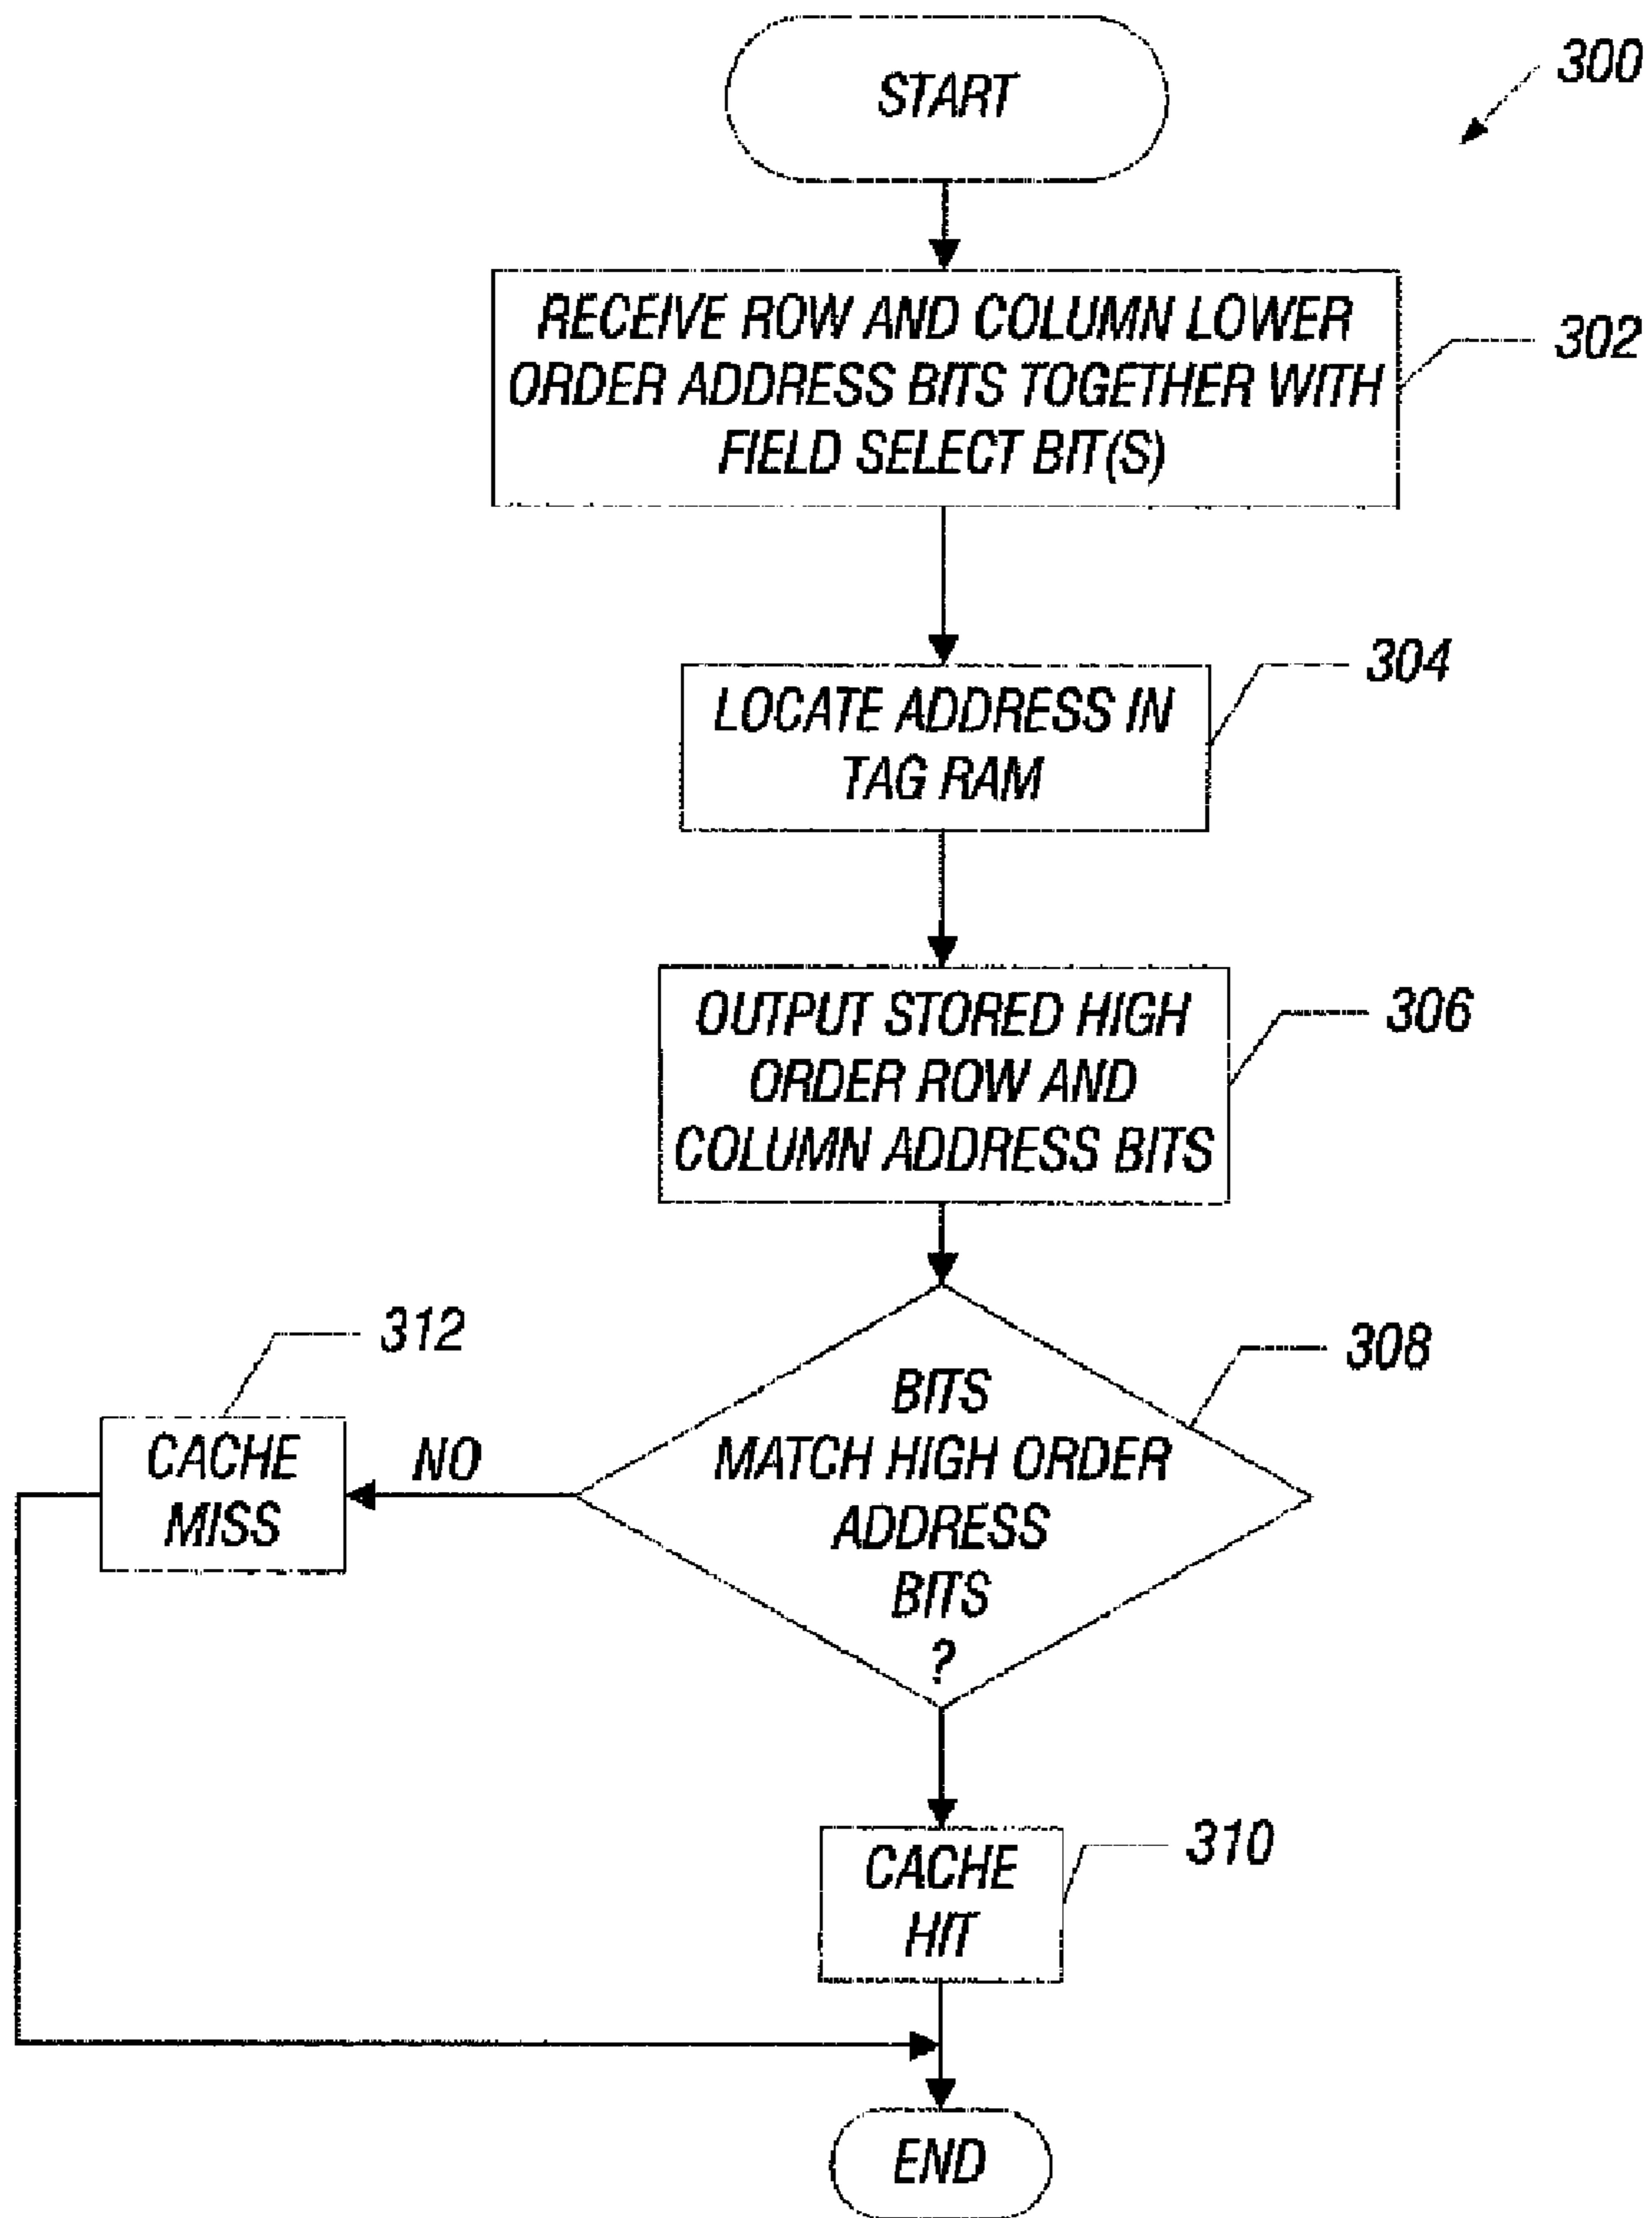 START
300
RECEIVE ROW AND COLUMN LOWER
ORDER ADDRESS BITS TOGETHER WITH
FIELD SELECT BIT(S)
302
LOCATE ADDRESS IN
TAG RAM
304
OUTPUT STORED HIGH
ORDER ROW AND
COLUMN ADDRESS BITS
306
BITS
MATCH HIGH ORDER
ADDRESS
BITS
?
308
NO
CACHE
MISS
312
CACHE
HIT
310
END